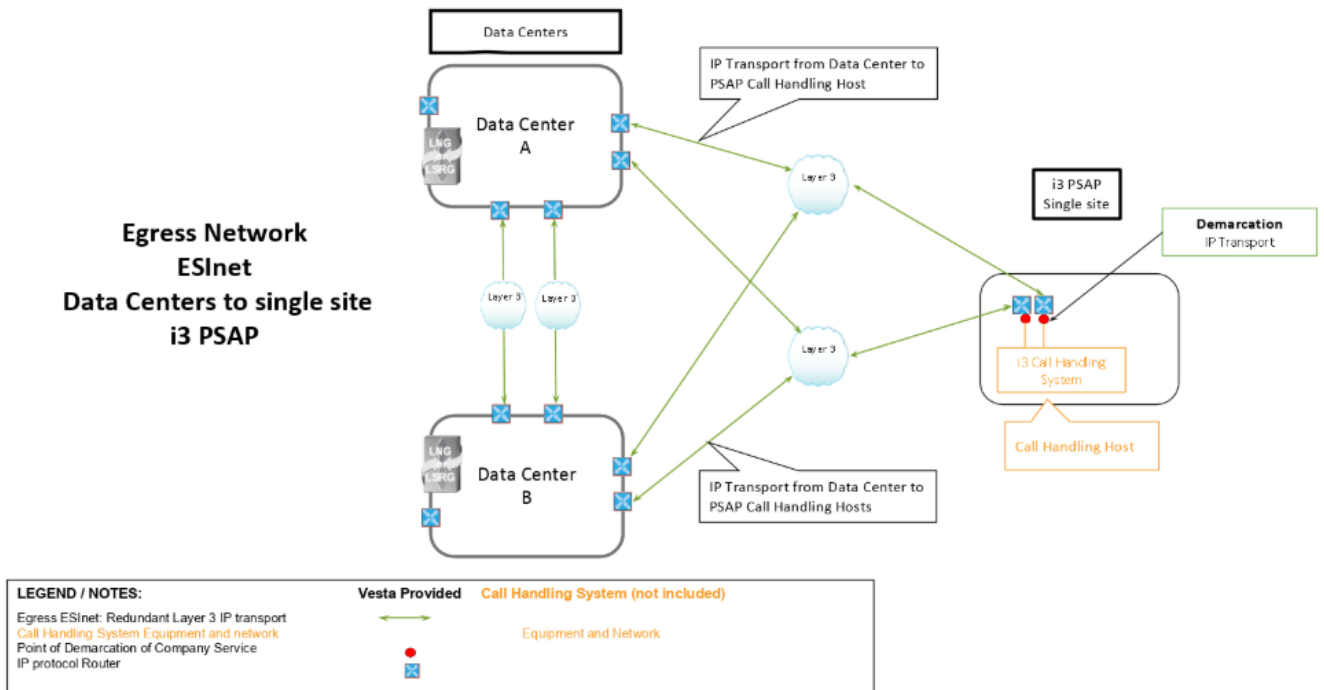 Data Centers
IP Transport from Data Center to
PSAP Call Handling Host
Data Center
A
LNG
LSRG
Layer 3
i3 PSAP
Single site
Demarcation
IP Transport
Egress Network
ESInet
Data Centers to single site
i3 PSAP
Layer 3
Layer 3
Layer 3
i3 Call Handling
System
Call Handling Host
LNG
LSRG
Data Center
B
IP Transport from Data Center to
PSAP Call Handling Hosts
LEGEND / NOTES:
Vesta Provided
Call Handling System (not included)
Egress ESInet: Redundant Layer 3 IP transport
Call Handling System Equipment and network
Equipment and Network
Point of Demarcation of Company Service
IP protocol Router